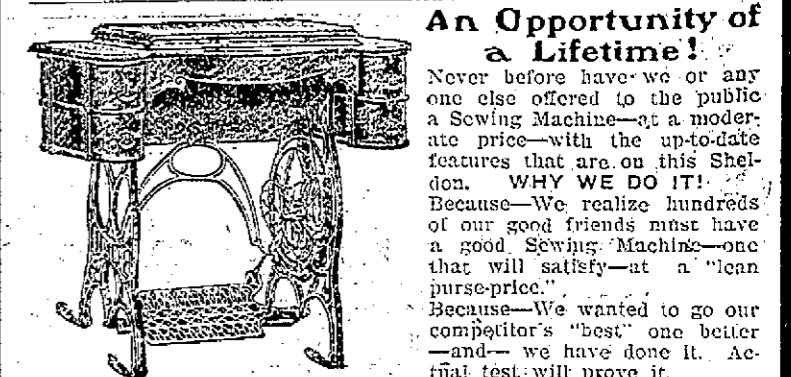 An Opportunity of
a Lifetime!
Never before have we or any
one else offered to the public
a Sewing Machine—at a moder-
ate price—with the up-to-date
features that are on this Shel-
don. WHY WE DO IT!
Because—We realize hundreds
of our good friends must have
a good Sewing Machine—one
that will satisfy—at a "lean
purse-price."
Because—We wanted to go our
competitor's "best" one better
—and— we have done it. Ac-
tual test will prove it.